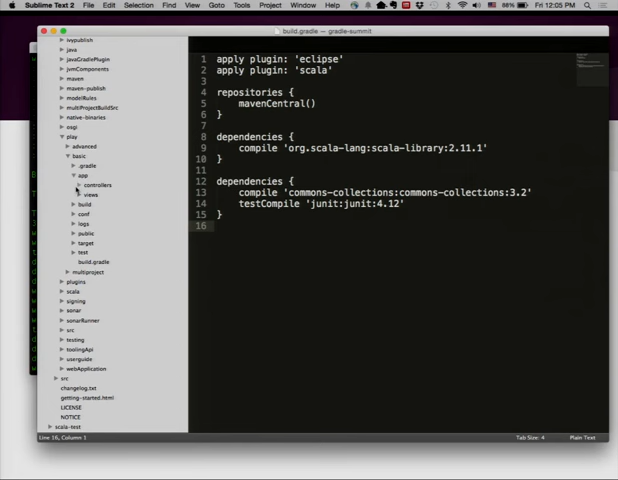 Sublime Text 2 File Edit Selection Find View Goto Tools Project Window Help 88% Fri 12:05 PM
build.gradle — gradle-summit
ivypublish
java
javaGradlePlugin
jvmComponents
maven
maven-publish
modelRules
multiProjectBuildSrc
native-binaries
osgi
play
advanced
basic
.gradle
app
controllers
views
build
conf
logs
public
target
test
build.gradle
multiproject
plugins
scala
signing
sonar
sonarRunner
src
testing
toolingApi
userguide
webApplication
src
changelog.txt
getting-started.html
LICENSE
NOTICE
scala-test
1 apply plugin: 'eclipse'
2 apply plugin: 'scala'
3
4 repositories {
5 mavenCentral()
6 }
7
8 dependencies {
9 compile 'org.scala-lang:scala-library:2.11.1'
10 }
11
12 dependencies {
13 compile 'commons-collections:commons-collections:3.2'
14 testCompile 'junit:junit:4.12'
15 }
16
Line 16, Column 1 Tab Size: 4 Plain Text